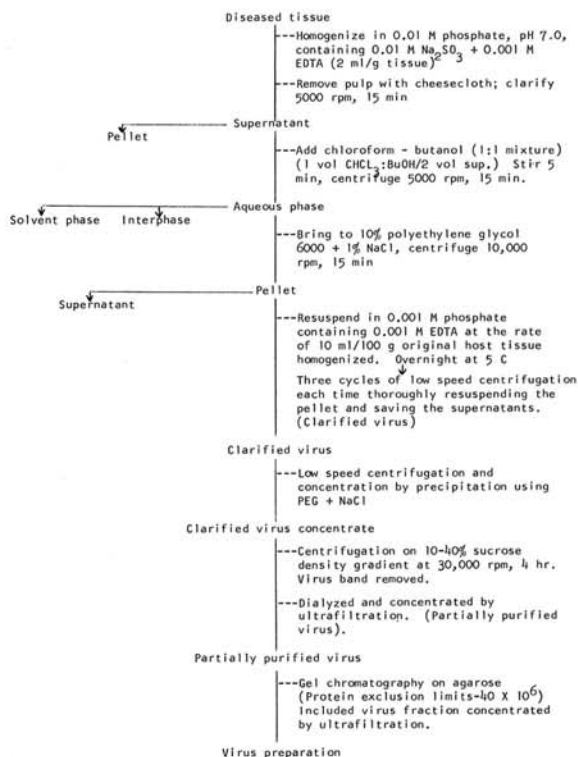 Diseased tissue
---Homogenize in 0.01 M phosphate, pH 7.0,
containing 0.01 M Na2SO3 + 0.001 M
EDTA (2 ml/g tissue)
---Remove pulp with cheesecloth; clarify
5000 rpm, 15 min
Supernatant
Pellet
---Add chloroform - butanol (1:1 mixture)
(1 vol CHCL3:BuOH/2 vol sup.) Stir 5
min, centrifuge 5000 rpm, 15 min.
Aqueous phase
Solvent phase Interphase
---Bring to 10% polyethylene glycol
6000 + 1% NaCl, centrifuge 10,000
rpm, 15 min
Pellet
Supernatant
---Resuspend in 0.001 M phosphate
containing 0.001 M EDTA at the rate
of 10 ml/100 g original host tissue
homogenized. Overnight at 5 C
Three cycles of low speed centrifugation
each time thoroughly resuspending the
pellet and saving the supernatants.
(Clarified virus)
Clarified virus
---Low speed centrifugation and
concentration by precipitation using
PEG + NaCl
Clarified virus concentrate
---Centrifugation on 10-40% sucrose
density gradient at 30,000 rpm, 4 hr.
Virus band removed.
---Dialyzed and concentrated by
ultrafiltration. (Partially purified
virus).
Partially purified virus
---Gel chromatography on agarose
(Protein exclusion limits-40 X 10^6)
Included virus fraction concentrated
by ultrafiltration.
Virus preparation